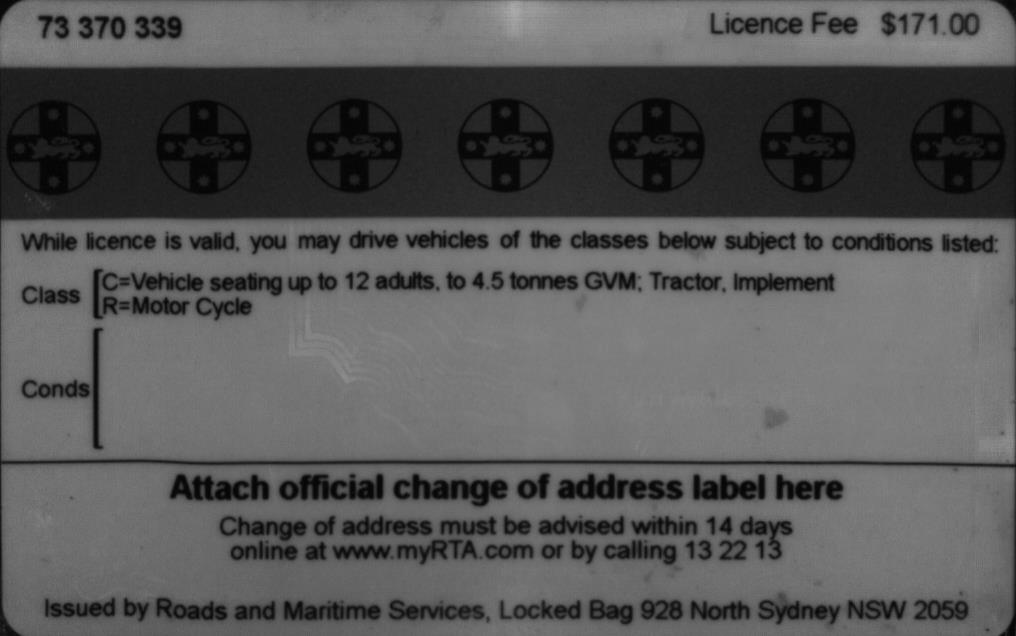 73 370 339 Licence Fee $171.00
While licence is valid, you may drive vehicles of the classes below subject to conditions listed:
Class C=Vehicle seating up to 12 adults, to 4.5 tonnes GVM; Tractor, Implement
R=Motor Cycle
Conds
Attach official change of address label here
Change of address must be advised within 14 days
online at www.myRTA.com or by calling 13 22 13
Issued by Roads and Maritime Services, Locked Bag 928 North Sydney NSW 2059